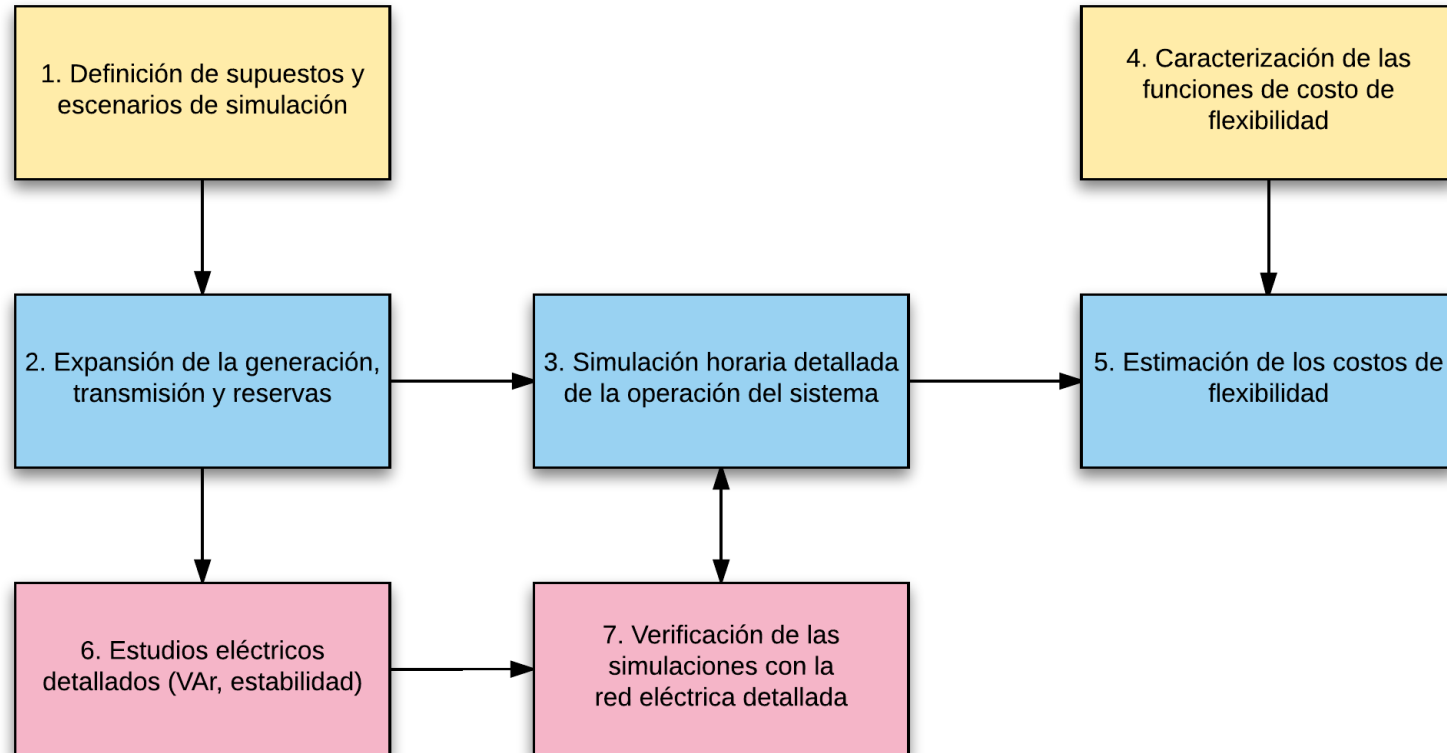 1. Definición de supuestos y
escenarios de simulación
4. Caracterización de las
funciones de costo de
flexibilidad
2. Expansión de la generación,
transmisión y reservas
3. Simulación horaria detallada
de la operación del sistema
5. Estimación de los costos de
flexibilidad
6. Estudios eléctricos
detallados (VAr, estabilidad)
7. Verificación de las
simulaciones con la
red eléctrica detallada